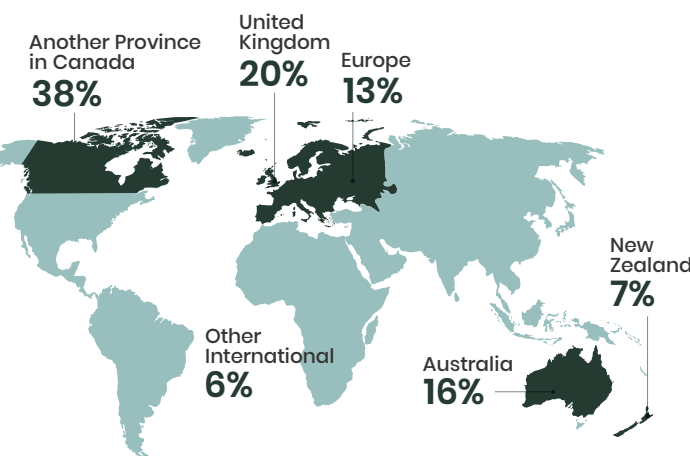 Another Province
in Canada
38%
United
Kingdom
20%
Europe
13%
New
Zealand
7%
Other
International
6%
Australia
16%